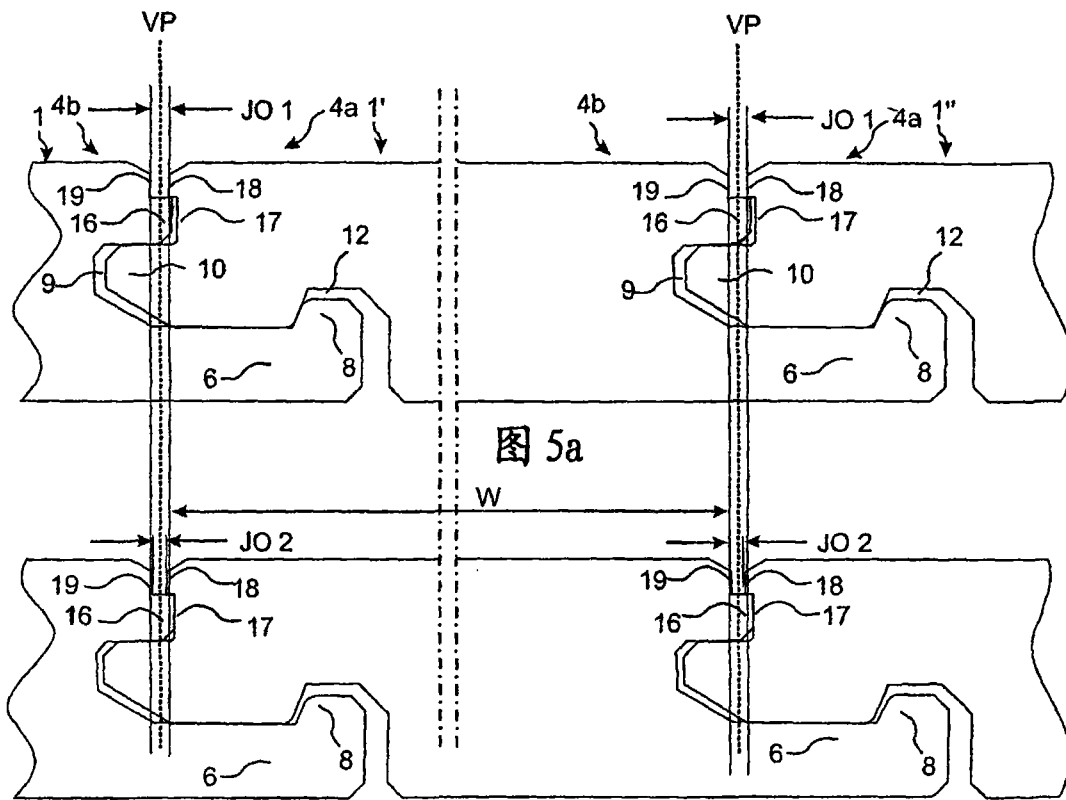 VP VP
1 4b JO 1 4a 1' 4b JO 1 4a 1"
19 18 19 18
16 17 16 17
12 12
9 10 9 10
8 8
6 6
图 5a
W
JO 2 JO 2
19 18 19 18
16 17 16 17
8 8
6 6